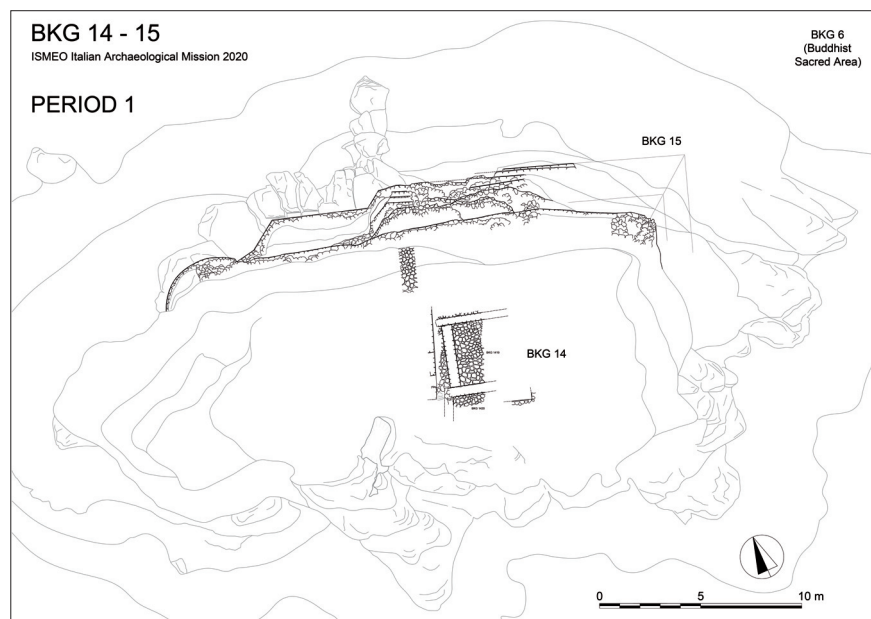 BKG 14 - 15
ISMEO Italian Archaeological Mission 2020
PERIOD 1
BKG 6
(Buddhist
Sacred Area)
BKG 15
BKG 14
0 5 10 m